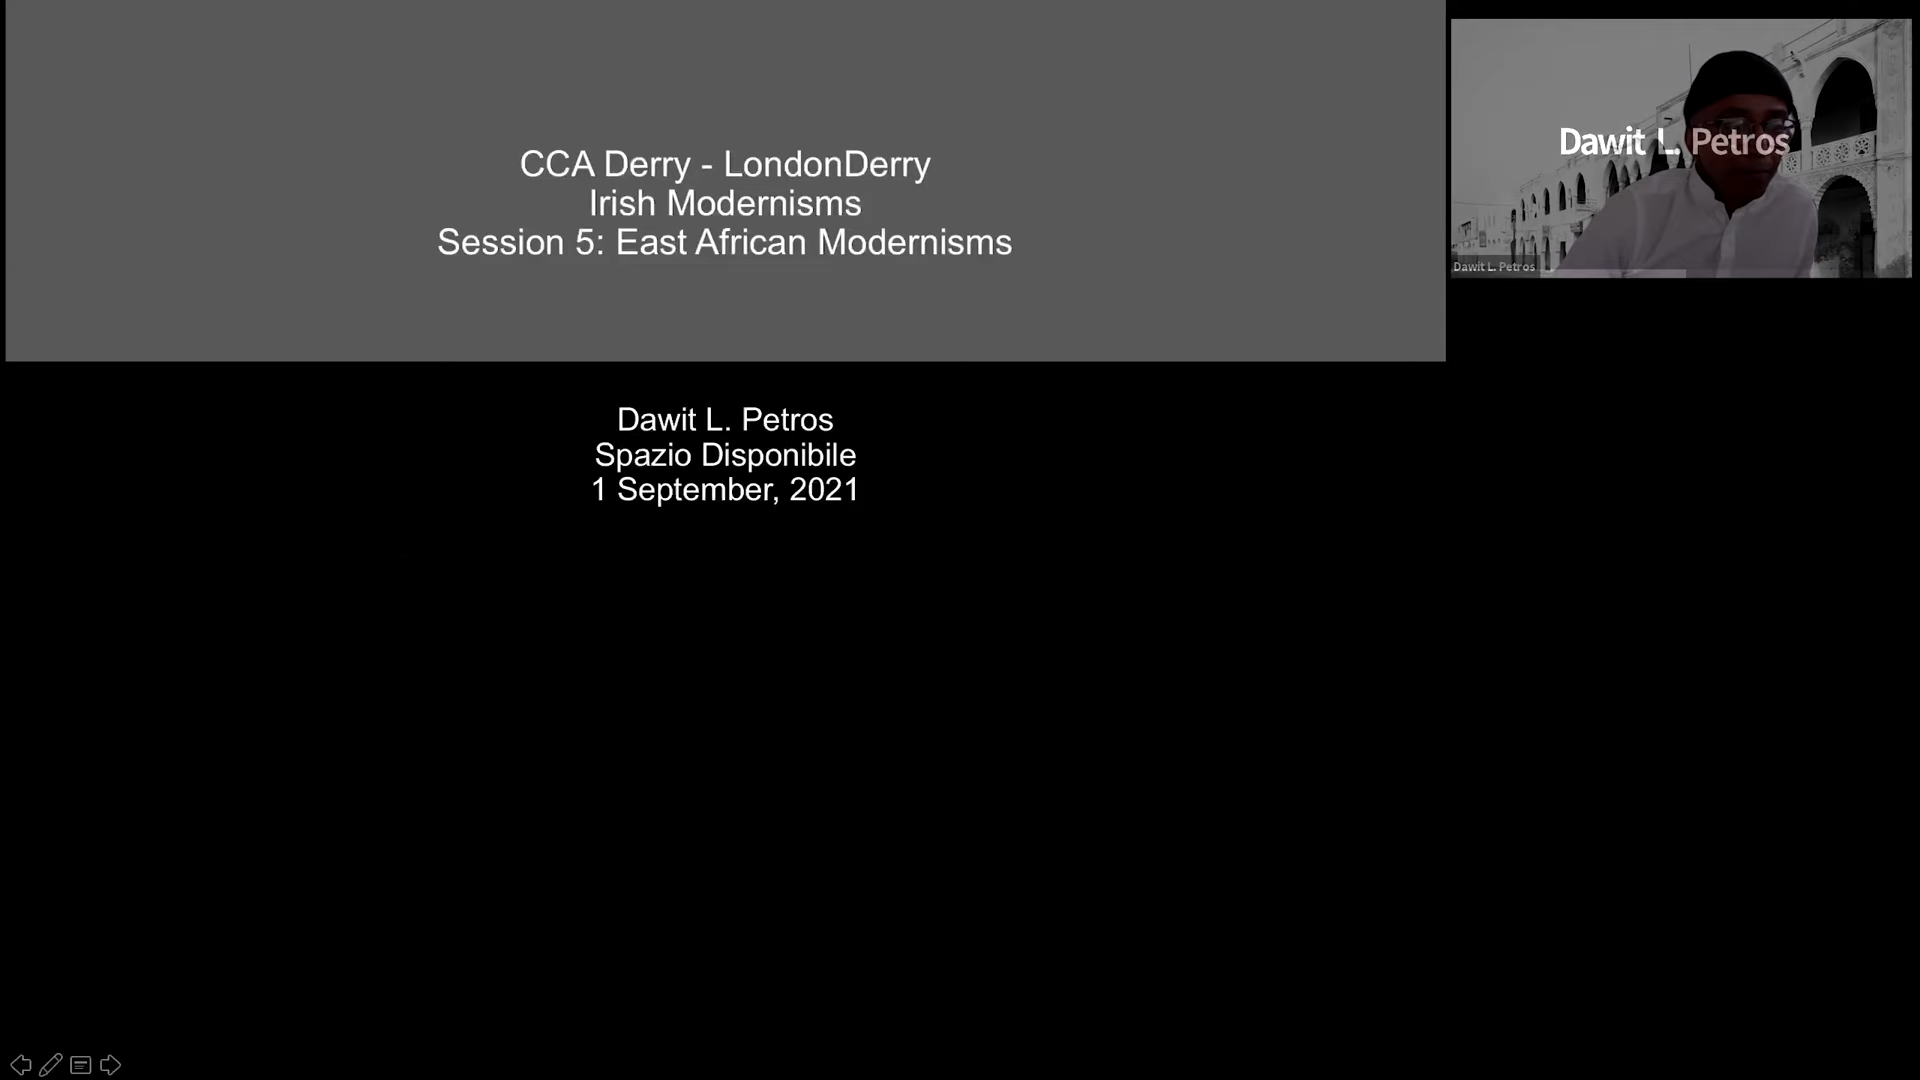 CCA Derry - LondonDerry
Irish Modernisms
Session 5: East African Modernisms
Dawit L. Petros
Spazio Disponibile
1 September, 2021
Dawit L. Petros
Dawit L. Petros